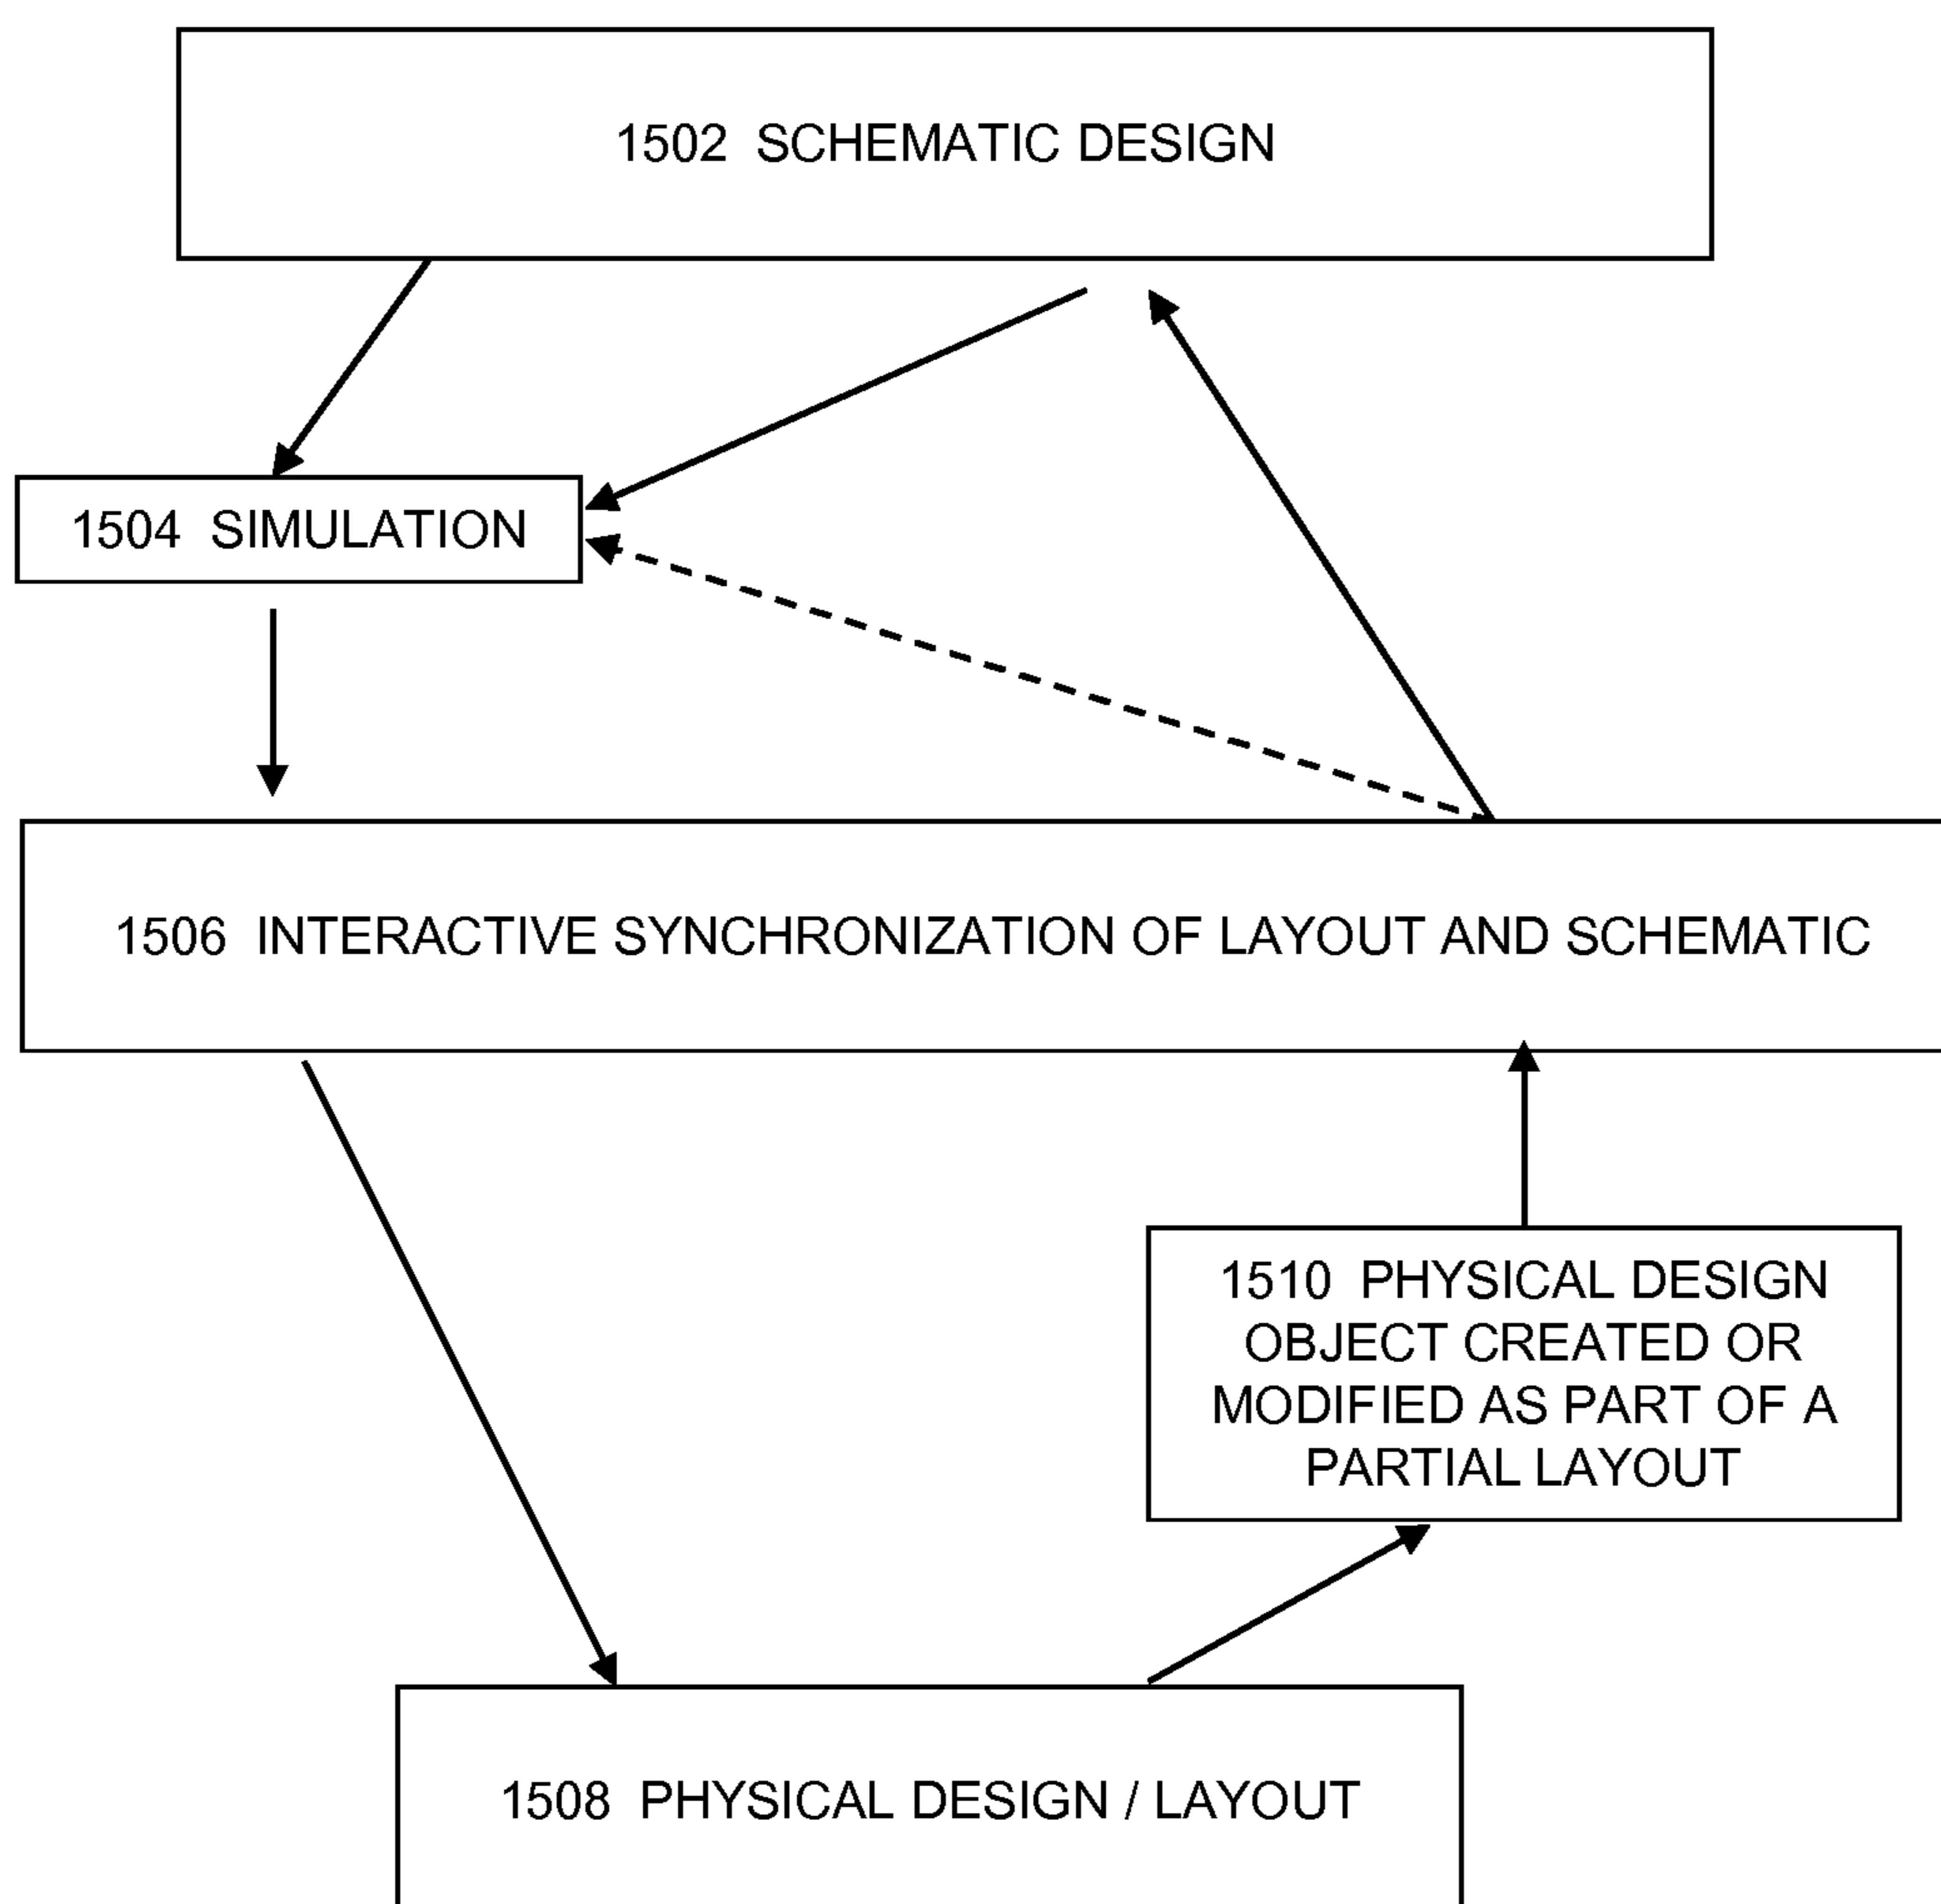 1502 SCHEMATIC DESIGN
1504 SIMULATION
1506 INTERACTIVE SYNCHRONIZATION OF LAYOUT AND SCHEMATIC
1510 PHYSICAL DESIGN
OBJECT CREATED OR
MODIFIED AS PART OF A
PARTIAL LAYOUT
1508 PHYSICAL DESIGN / LAYOUT